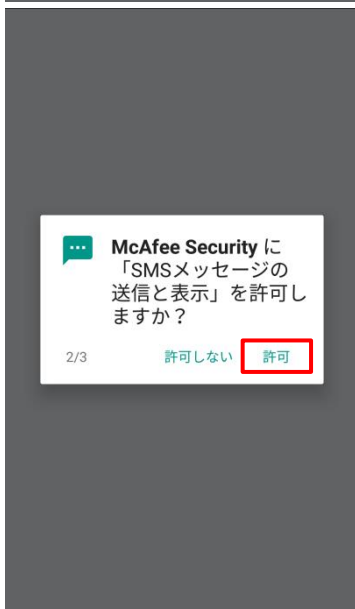 McAfee Security に
「SMSメッセージの
送信と表示」を許可し
ますか？
2/3 許可しない 許可